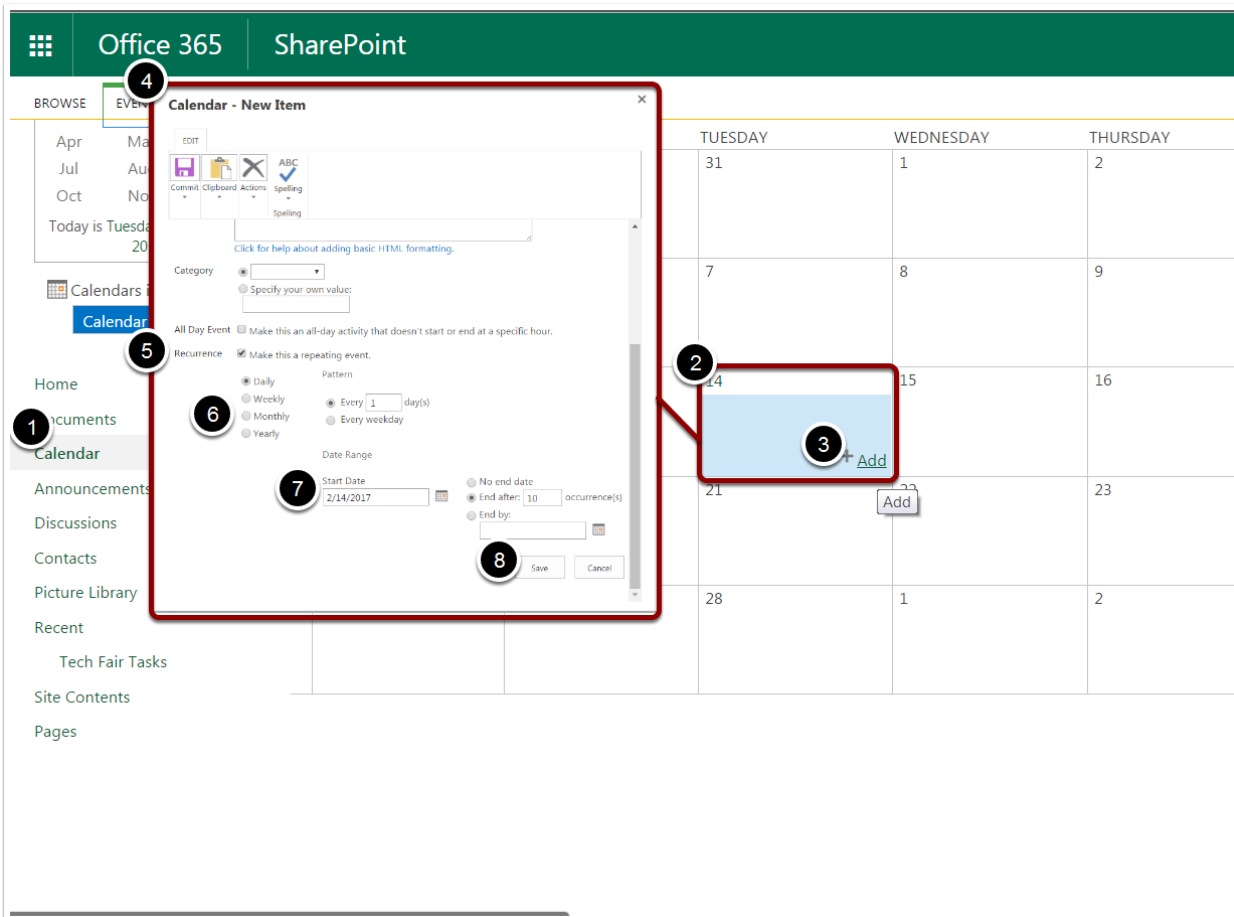 Office 365 SharePoint
4
BROWSE
Calendar - New Item
×
EDIT
Commit Clipboard Actions
ABC
Spelling
Spelling
Click for help about adding basic HTML formatting.
Category
Specify your own value:
All Day Event Make this an all-day activity that doesn't start or end at a specific hour.
5
Recurrence Make this a repeating event.
Daily
Weekly
Monthly
Yearly
6
Pattern
Every 1 day(s)
Every weekday
Date Range
7
Start Date
2/14/2017
No end date
End after: 10 occurrence(s)
End by:
8
Save Cancel
Apr
Jul
Oct
Today is
20
Calendars
Calendar
Home
1
Calendar
Announcements
Discussions
Contacts
Picture Library
Recent
Tech Fair Tasks
Site Contents
Pages
TUESDAY WEDNESDAY THURSDAY
31 1 2
7 8 9
2
14 15 16
3
+ Add
Add
21 23
28 1 2